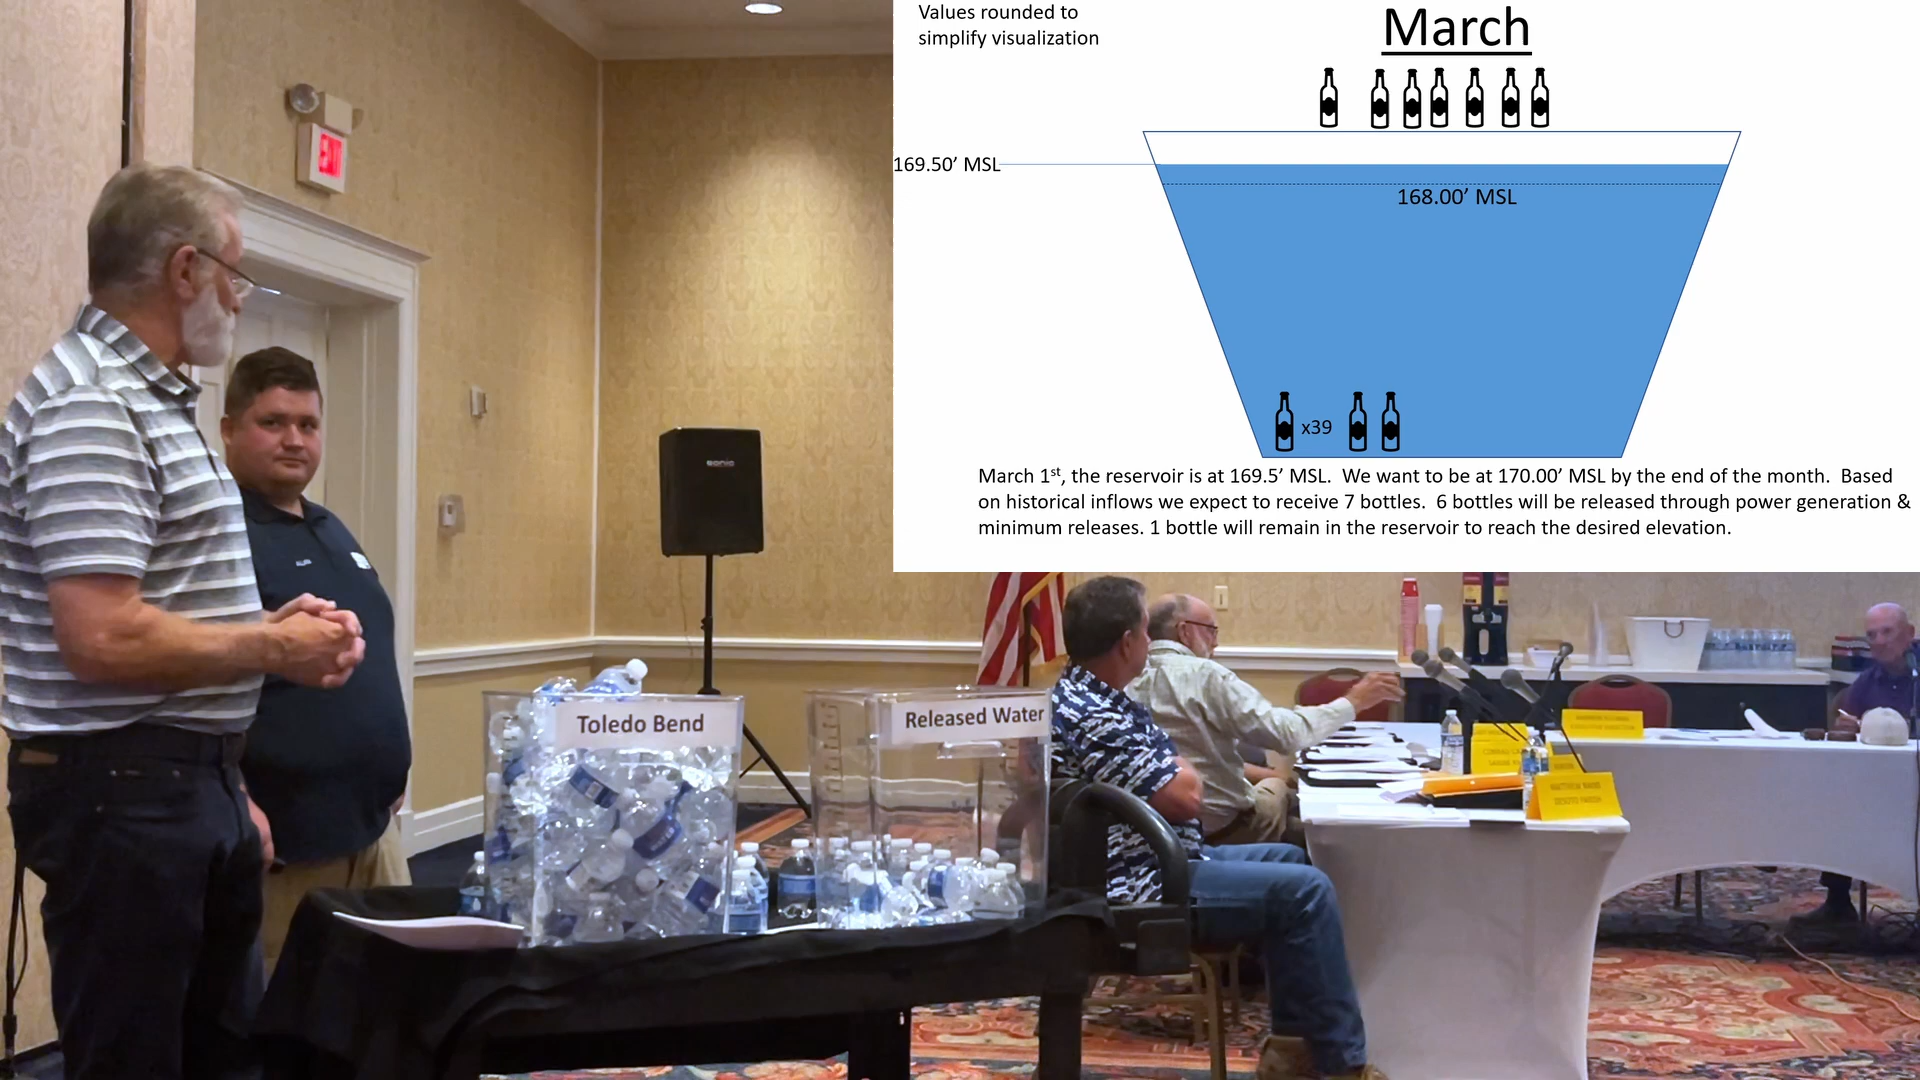 Values rounded to
simplify visualization
March
169.50’ MSL
168.00’ MSL
x39
March 1st, the reservoir is at 169.5’ MSL. We want to be at 170.00’ MSL by the end of the month. Based
on historical inflows we expect to receive 7 bottles. 6 bottles will be released through power generation &
minimum releases. 1 bottle will remain in the reservoir to reach the desired elevation.
EXIT
Toledo Bend
Released Water